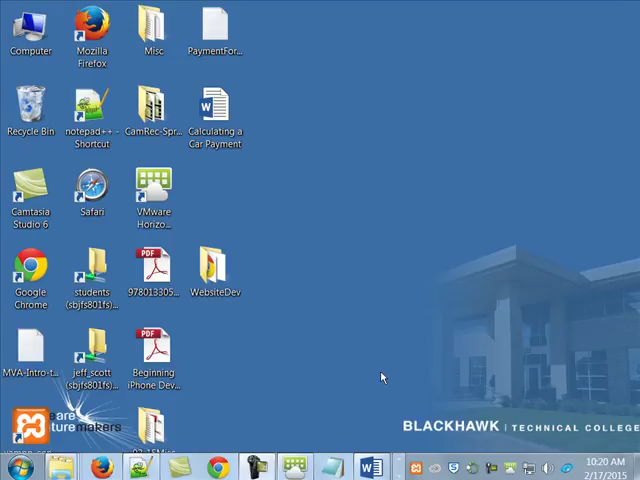 Computer
Mozilla
Firefox
Misc
PaymentFor...
Recycle Bin
notepad++ -
Shortcut
CamRec-Spr...
Calculating a
Car Payment
Camtasia
Studio 6
Safari
VMware
Horizo...
Google
Chrome
students
(sbjfs801fs)...
PDF
978013305...
WebsiteDev
MVA-Intro-t...
jeff_scott
(sbjfs801fs)...
PDF
Beginning
iPhone Dev...
BLACKHAWK | TECHNICAL COLLEGE
10:20 AM
2/17/2015